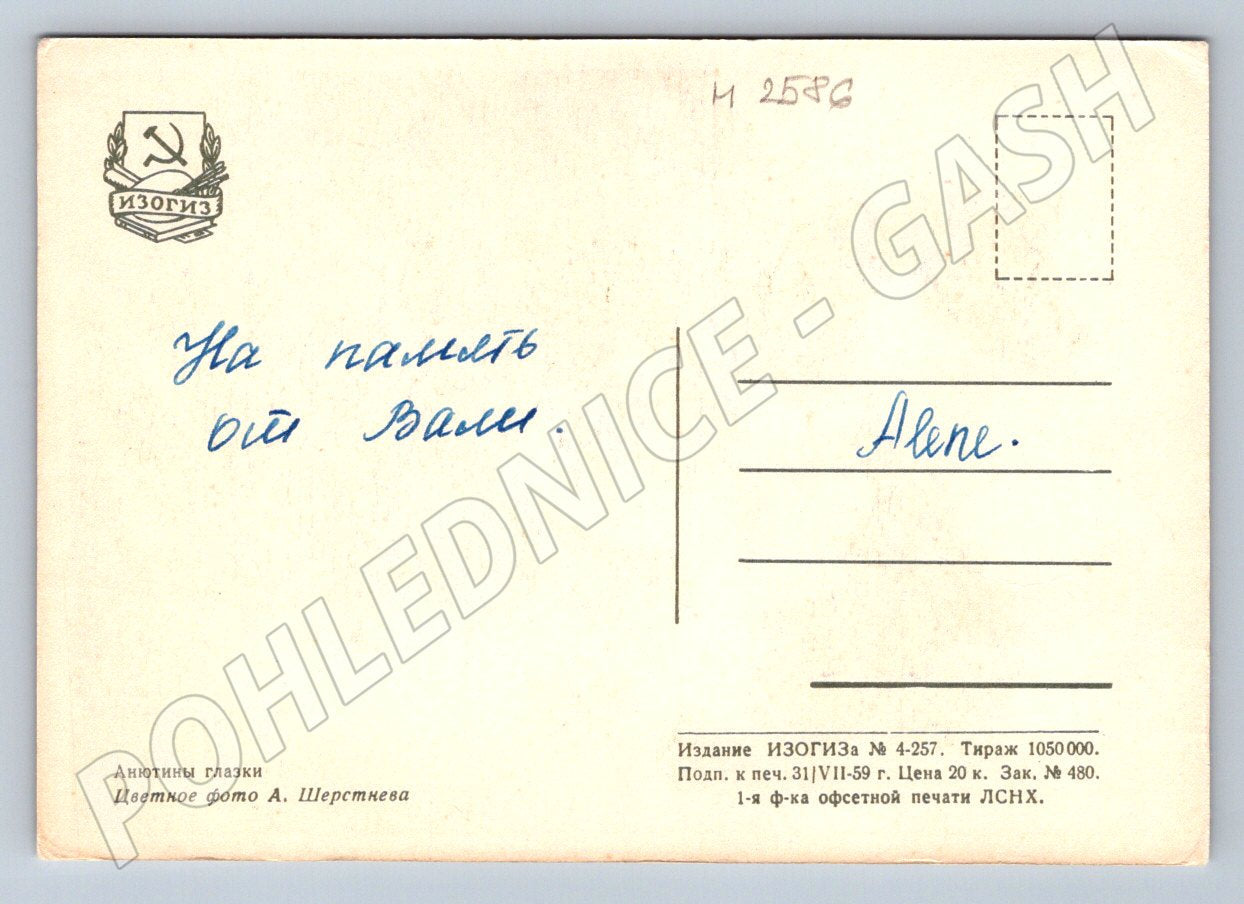 И 2586
ИЗОГИЗ
На память
от Вали.
Alene.
Издание ИЗОГИЗа № 4-257. Тираж 1050000.
Подп. к печ. 31/VII-59 г. Цена 20 к. Зак. № 480.
1-я ф-ка офсетной печати ЛСНХ.
Анютины глазки
Цветное фото А. Шерстнева
POHLEDNICE - GASH